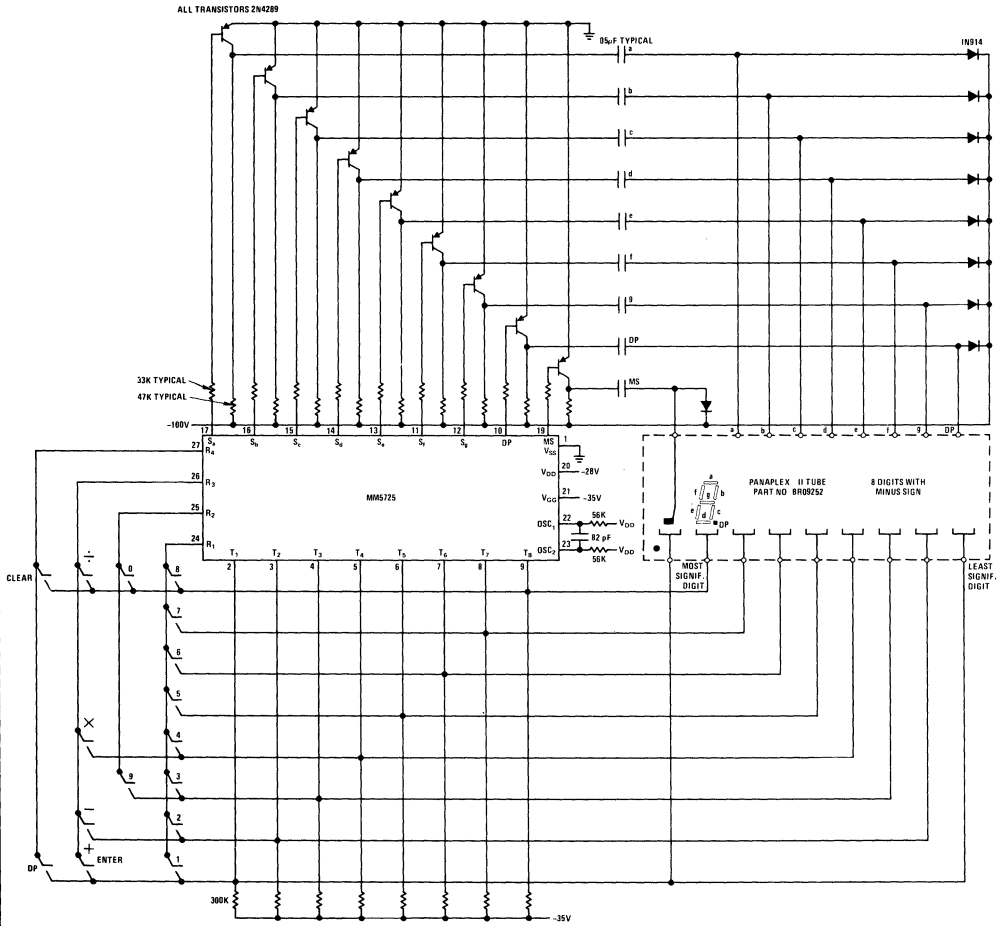 ALL TRANSISTORS 2N4289
05µF TYPICAL
IN914
a
b
c
d
e
f
g
DP
MS
33K TYPICAL
47K TYPICAL
-100V
17 16 15 14 13 11 12 10 19
Sa Sb Sc Sd Se Sf Sg DP MS
1
VSS
27
R4
26
R3
25
R2
24
R1
MM5725
20
VDD
-28V
21
VGG
-35V
22
OSC1
56K
VDD
82 pF
23
OSC2
VDD
56K
T1 T2 T3 T4 T5 T6 T7 T8
2 3 4 5 6 7 8 9
a b c d e f g DP
PANAPLEX II TUBE
PART NO BR09252
8 DIGITS WITH
MINUS SIGN
a
f g b
e d c
DP
MOST
SIGNIF.
DIGIT
LEAST
SIGNIF.
DIGIT
CLEAR
÷
0
8
7
6
5
×
4
9
3
−
2
+
ENTER
DP
1
300K
-35V